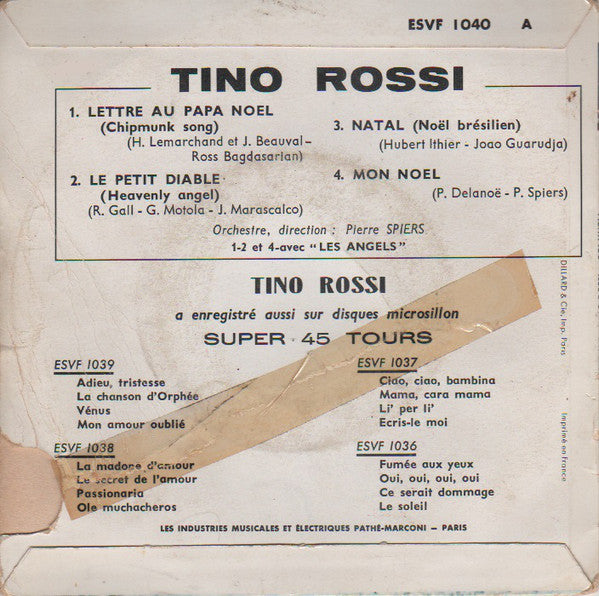 ESVF 1040 A
TINO ROSSI
1. LETTRE AU PAPA NOEL
(Chipmunk song)
(H. Lemarchand et J. Beauval–
Ross Bagdasarian)
2. LE PETIT DIABLE
(Heavenly angel)
(R. Gall - G. Motola - J. Marascalco)
3. NATAL (Noël brésilien)
(Hubert Ithier - Joao Guarudja)
4. MON NOEL
(P. Delanoë - P. Spiers)
Orchestre, direction : Pierre SPIERS
1-2 et 4-avec “LES ANGELS”
TINO ROSSI
a enregistré aussi sur disques microsillon
SUPER 45 TOURS
ESVF 1039
Adieu, tristesse
La chanson d'Orphée
Vénus
Mon amour oublié
ESVF 1038
La madone d'amour
Le secret de l'amour
Passionaria
Ole muchacheros
ESVF 1037
Ciao, ciao, bambina
Mama, cara mama
Li' per li'
Ecris-le moi
ESVF 1036
Fumée aux yeux
Oui, oui, oui, oui
Ce serait dommage
Le soleil
LES INDUSTRIES MUSICALES ET ÉLECTRIQUES PATHÉ-MARCONI – PARIS
DILLARD & Cie. Imp. Paris
Imprimé en France